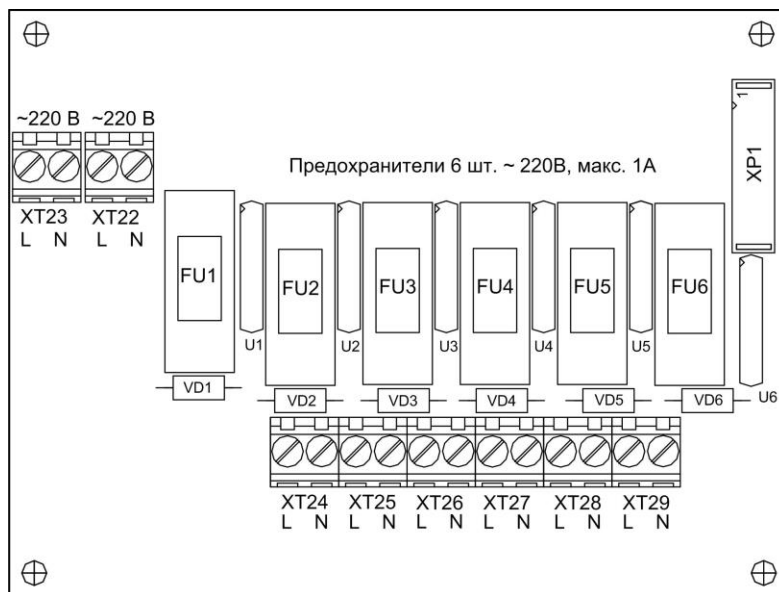 ~220 В ~220 В
1
XP1
Предохранители 6 шт. ~ 220В, макс. 1А
XT23 XT22
L N L N
FU1 FU2 FU3 FU4 FU5 FU6
U1 U2 U3 U4 U5
VD1 U6
VD2 VD3 VD4 VD5 VD6
XT24 XT25 XT26 XT27 XT28 XT29
L N L N L N L N L N L N